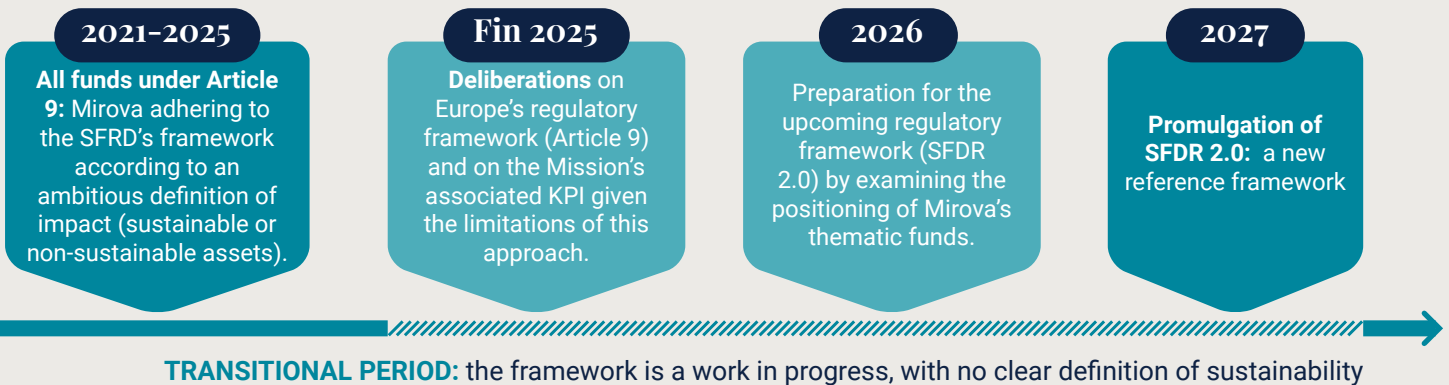 2021-2025
All funds under Article
9: Mirova adhering to
the SFRD's framework
according to an
ambitious definition of
impact (sustainable or
non-sustainable assets).
Fin 2025
Deliberations on
Europe's regulatory
framework (Article 9)
and on the Mission's
associated KPI given
the limitations of this
approach.
2026
Preparation for the
upcoming regulatory
framework (SFDR
2.0) by examining the
positioning of Mirova's
thematic funds.
2027
Promulgation of
SFDR 2.0: a new
reference framework
TRANSITIONAL PERIOD: the framework is a work in progress, with no clear definition of sustainability